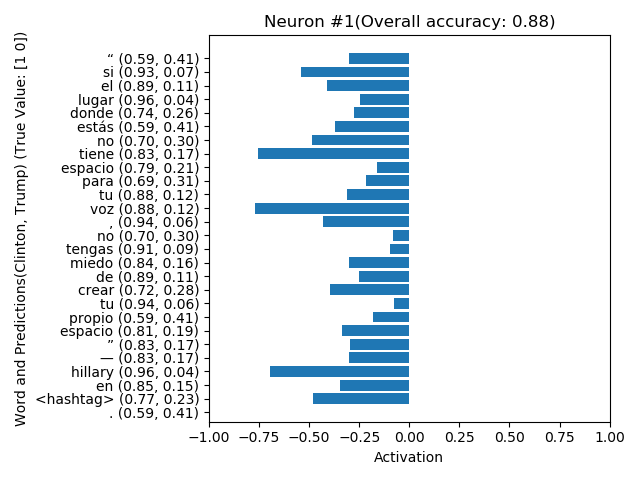 Neuron #1(Overall accuracy: 0.88)
Word and Predictions(Clinton, Trump) (True Value: [1 0])
“ (0.59, 0.41)
si (0.93, 0.07)
el (0.89, 0.11)
lugar (0.96, 0.04)
donde (0.74, 0.26)
estás (0.59, 0.41)
no (0.70, 0.30)
tiene (0.83, 0.17)
espacio (0.79, 0.21)
para (0.69, 0.31)
tu (0.88, 0.12)
voz (0.88, 0.12)
, (0.94, 0.06)
no (0.70, 0.30)
tengas (0.91, 0.09)
miedo (0.84, 0.16)
de (0.89, 0.11)
crear (0.72, 0.28)
tu (0.94, 0.06)
propio (0.59, 0.41)
espacio (0.81, 0.19)
” (0.83, 0.17)
— (0.83, 0.17)
hillary (0.96, 0.04)
en (0.85, 0.15)
<hashtag> (0.77, 0.23)
. (0.59, 0.41)
−1.00 −0.75 −0.50 −0.25 0.00 0.25 0.50 0.75 1.00
Activation